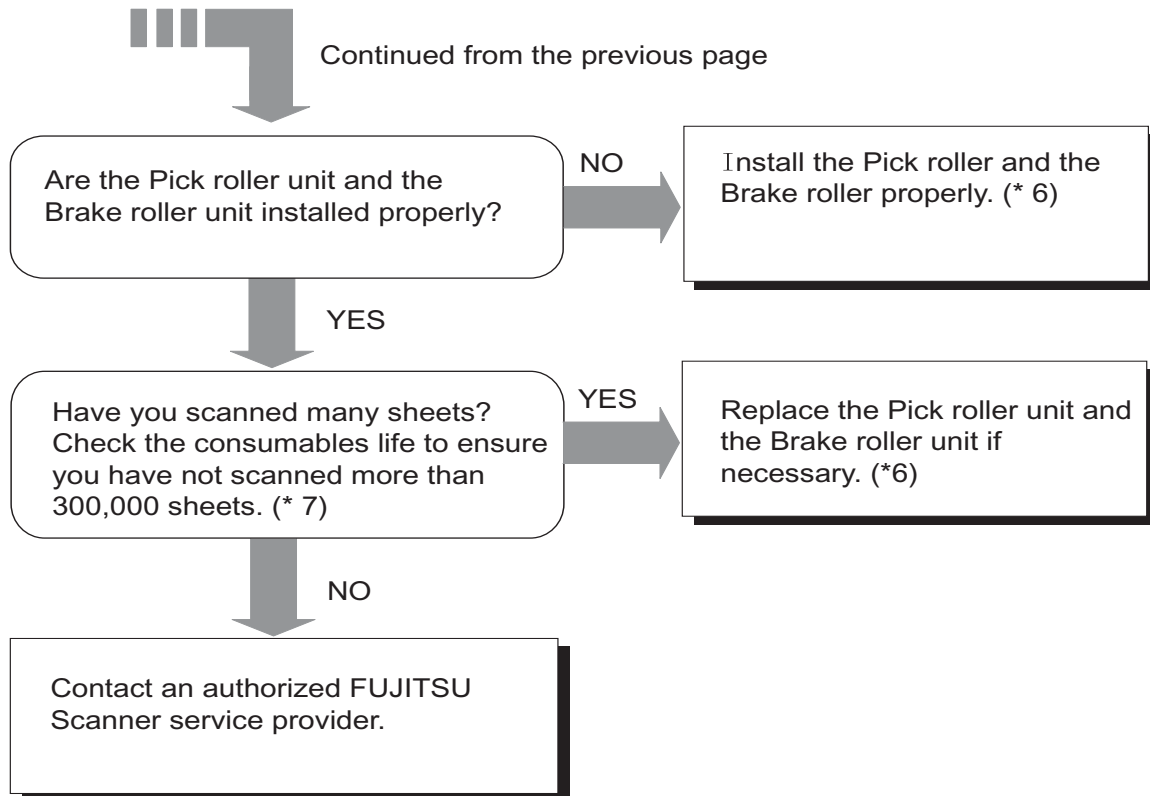 Continued from the previous page
Are the Pick roller unit and the
Brake roller unit installed properly?
NO
Install the Pick roller and the
Brake roller properly. (* 6)
YES
Have you scanned many sheets?
Check the consumables life to ensure
you have not scanned more than
300,000 sheets. (* 7)
YES
Replace the Pick roller unit and
the Brake roller unit if
necessary. (*6)
NO
Contact an authorized FUJITSU
Scanner service provider.